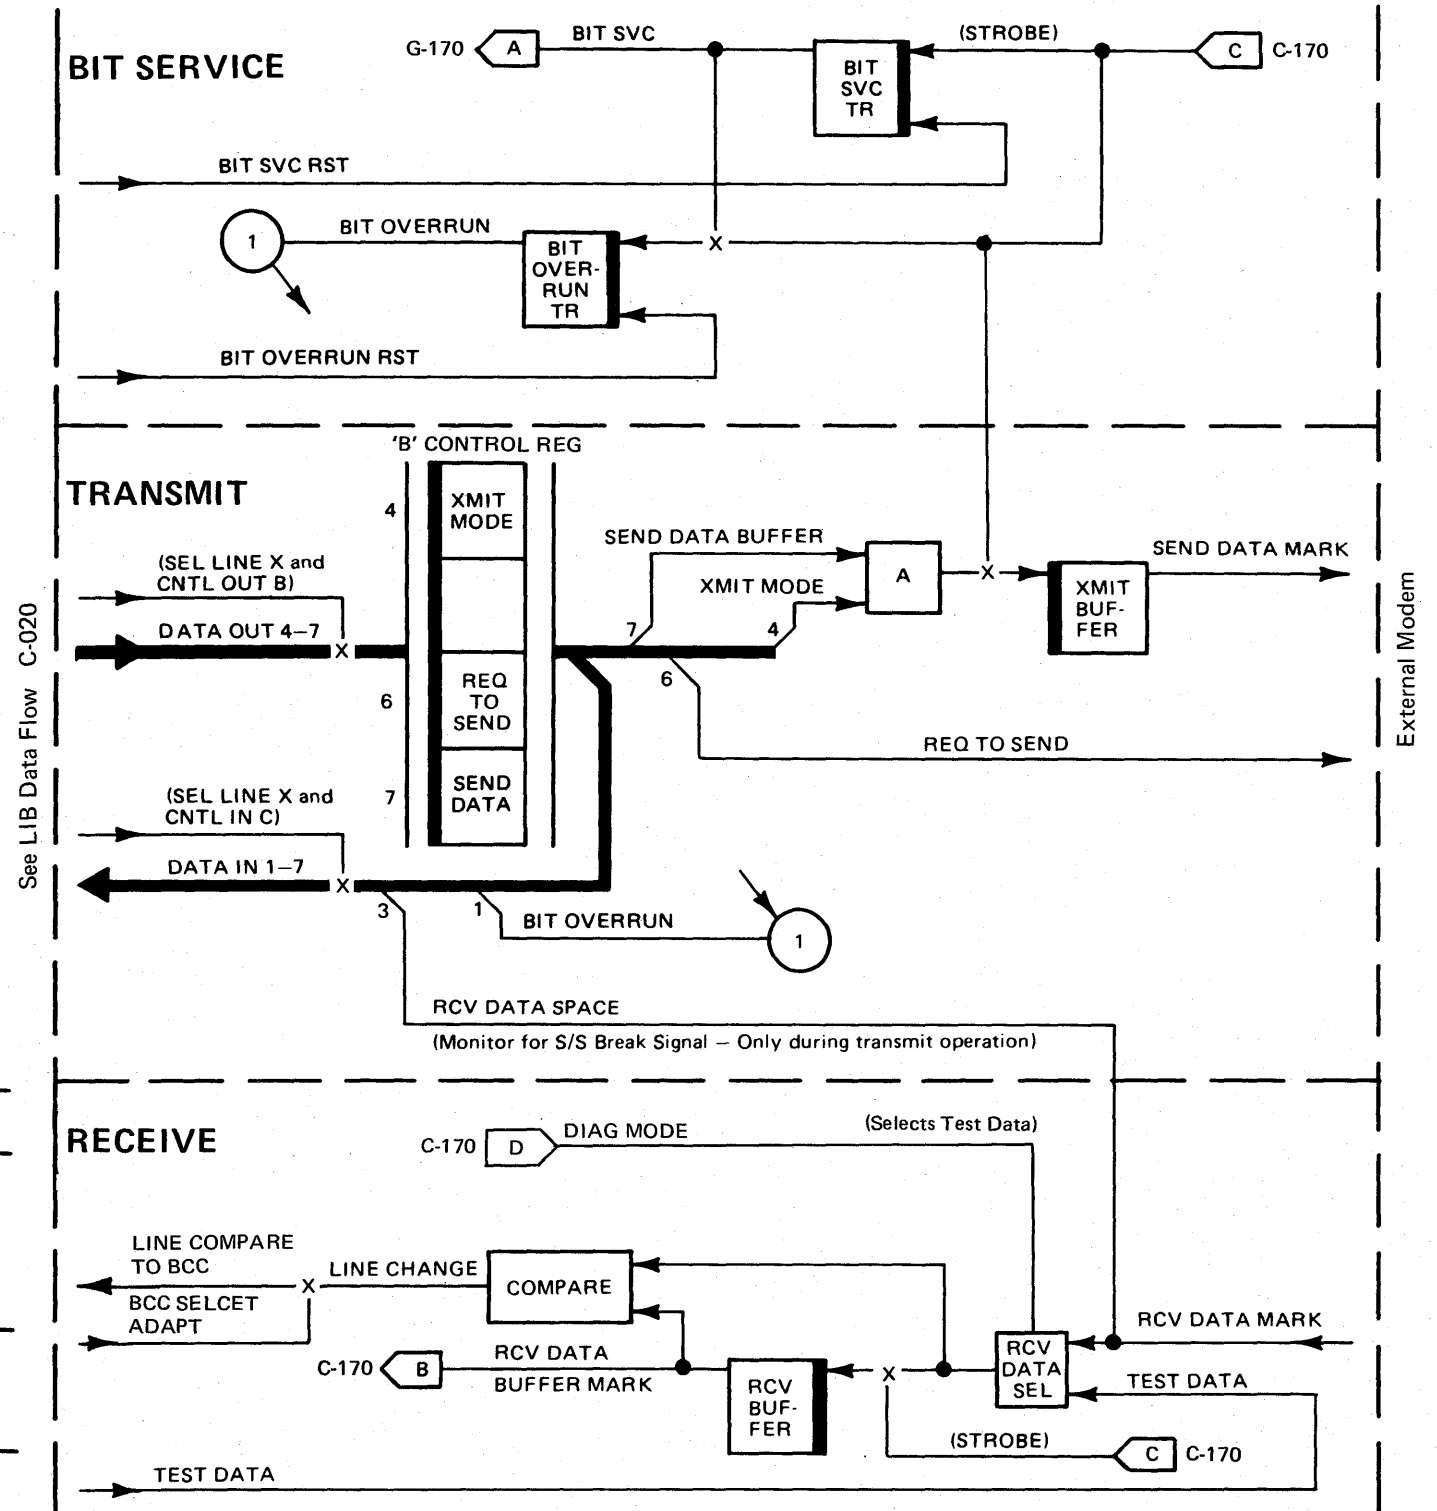 BIT SERVICE
G-170
A
BIT SVC
(STROBE)
C
C-170
BIT
SVC
TR
BIT SVC RST
1
BIT OVERRUN
X
BIT
OVER-
RUN
TR
BIT OVERRUN RST
'B' CONTROL REG
TRANSMIT
4
XMIT
MODE
(SEL LINE X and
CNTL OUT B)
DATA OUT 4–7
X
SEND DATA BUFFER
XMIT MODE
7
4
A
X
XMIT
BUF-
FER
SEND DATA MARK
6
REQ
TO
SEND
6
REQ TO SEND
7
SEND
DATA
(SEL LINE X and
CNTL IN C)
DATA IN 1–7
X
3
1
BIT OVERRUN
1
RCV DATA SPACE
(Monitor for S/S Break Signal – Only during transmit operation)
See LIB Data Flow C-020
External Modem
RECEIVE
C-170
D
DIAG MODE
(Selects Test Data)
LINE COMPARE
TO BCC
X
LINE CHANGE
COMPARE
BCC SELCET
ADAPT
C-170
B
RCV DATA
BUFFER MARK
RCV
BUF-
FER
X
RCV
DATA
SEL
RCV DATA MARK
TEST DATA
(STROBE)
C
C-170
TEST DATA